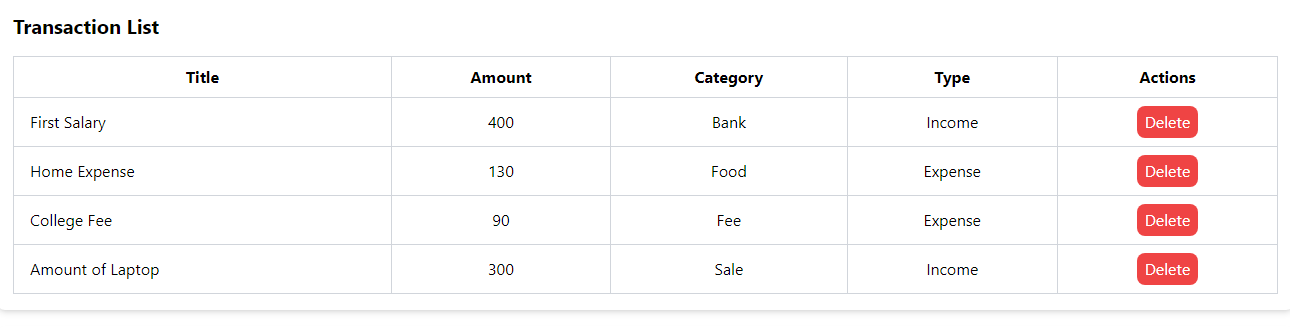 Transaction List
Title Amount Category Type Actions
First Salary 400 Bank Income Delete
Home Expense 130 Food Expense Delete
College Fee 90 Fee Expense Delete
Amount of Laptop 300 Sale Income Delete